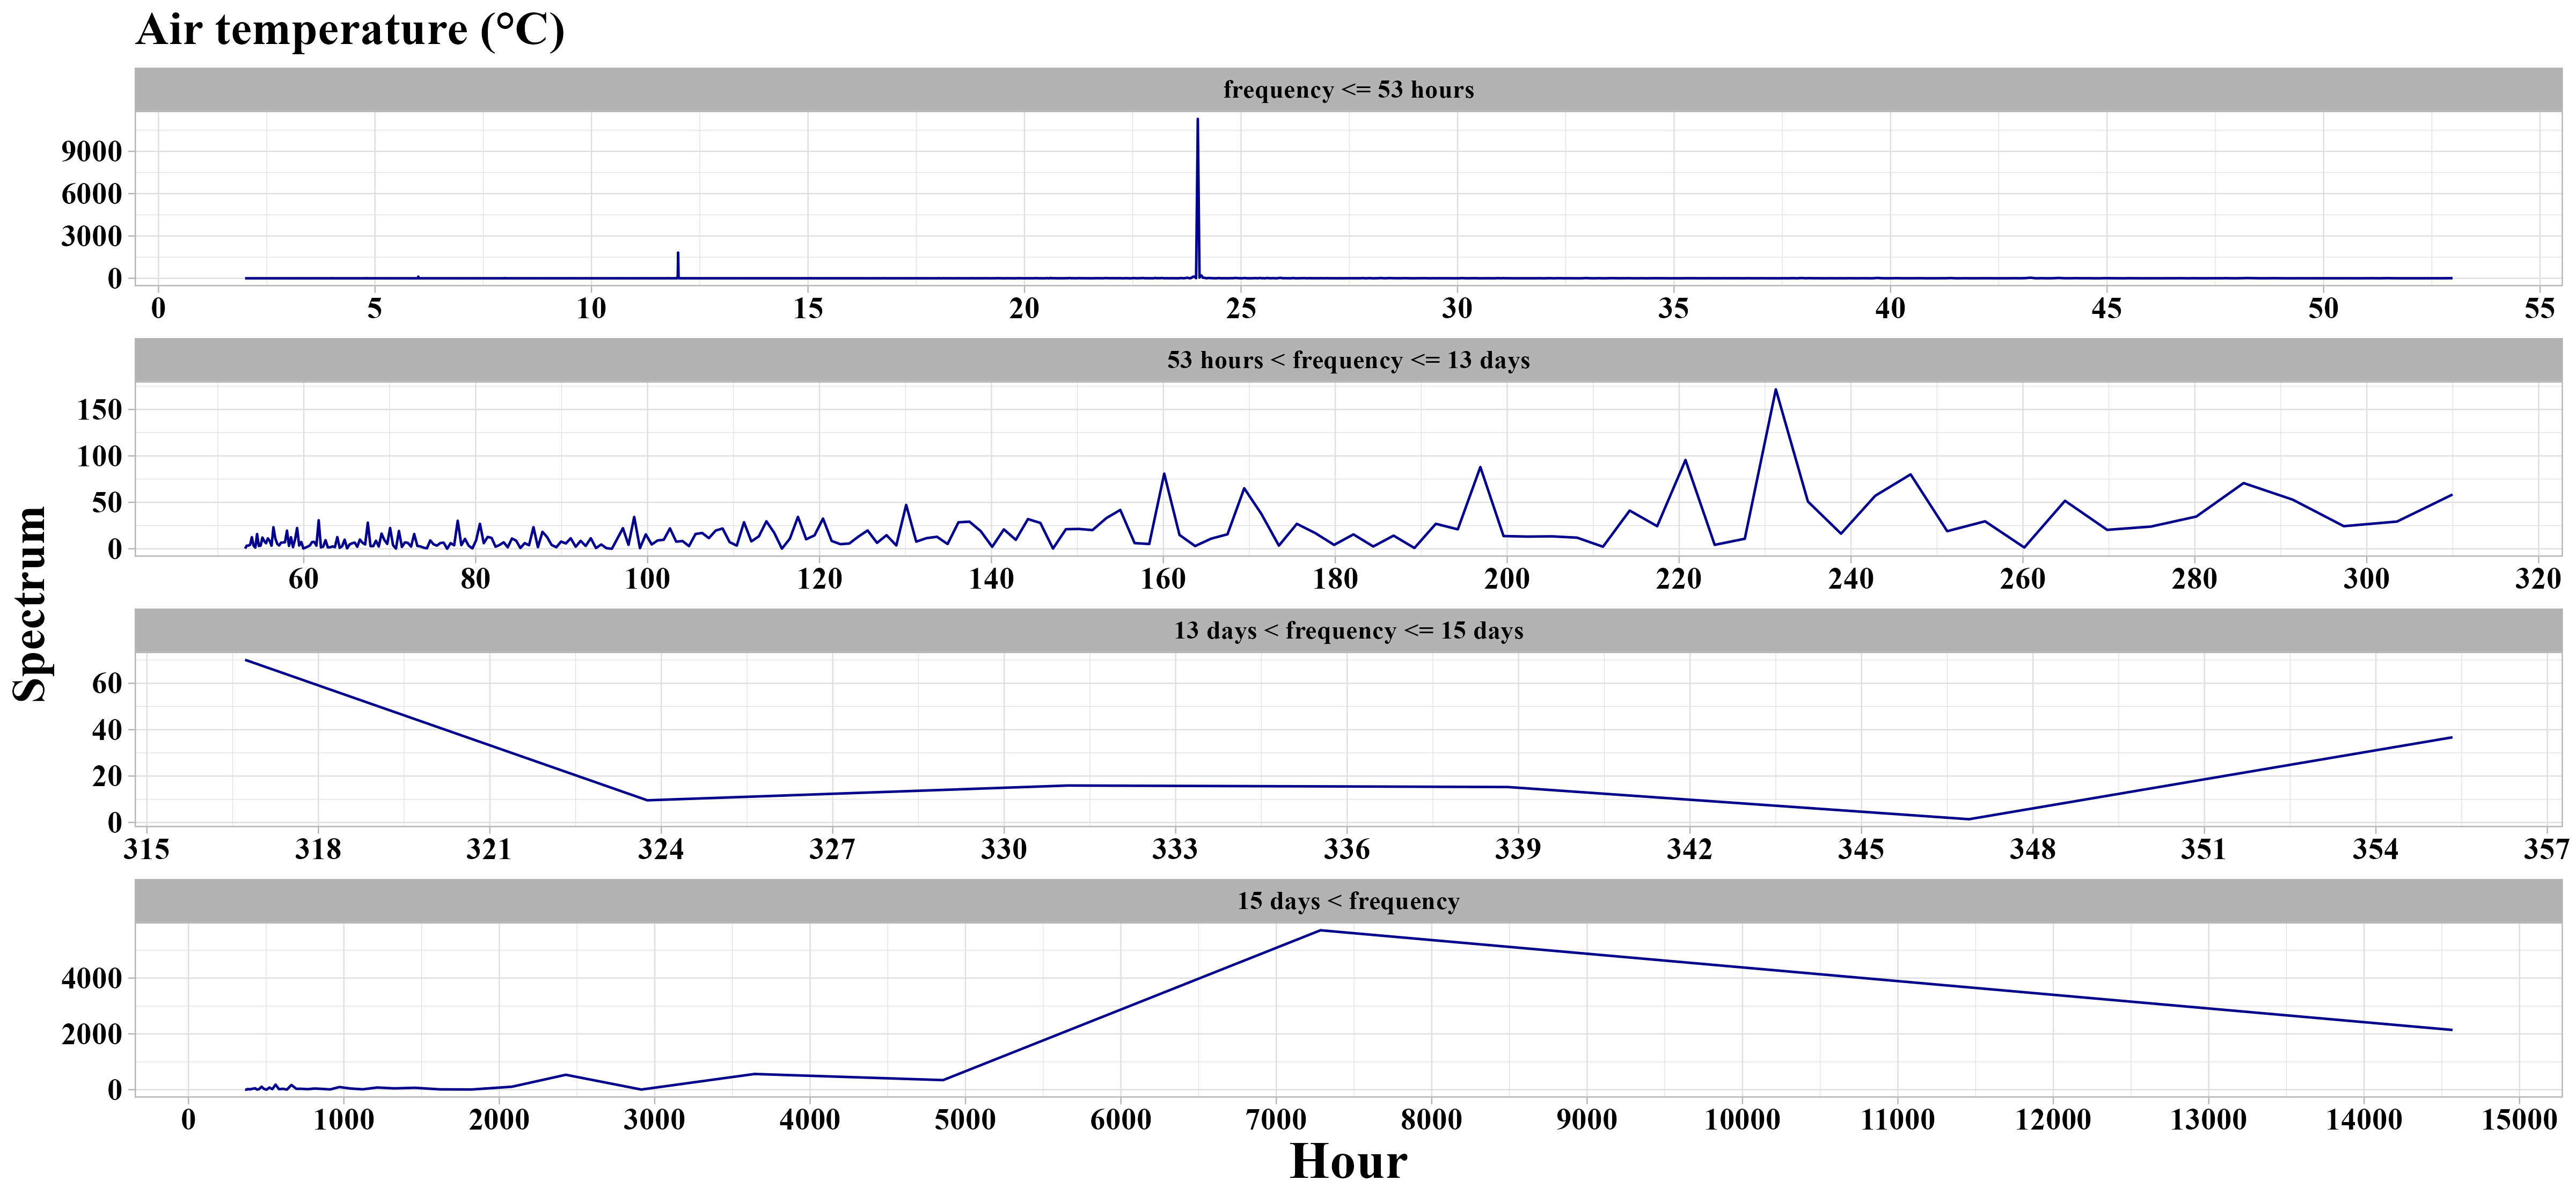 Air temperature (°C)
frequency <= 53 hours
9000
6000
3000
0
0 5 10 15 20 25 30 35 40 45 50 55
53 hours < frequency <= 13 days
150
100
50
0
60 80 100 120 140 160 180 200 220 240 260 280 300 320
Spectrum
13 days < frequency <= 15 days
60
40
20
0
315 318 321 324 327 330 333 336 339 342 345 348 351 354 357
15 days < frequency
4000
2000
0
0 1000 2000 3000 4000 5000 6000 7000 8000 9000 10000 11000 12000 13000 14000 15000
Hour